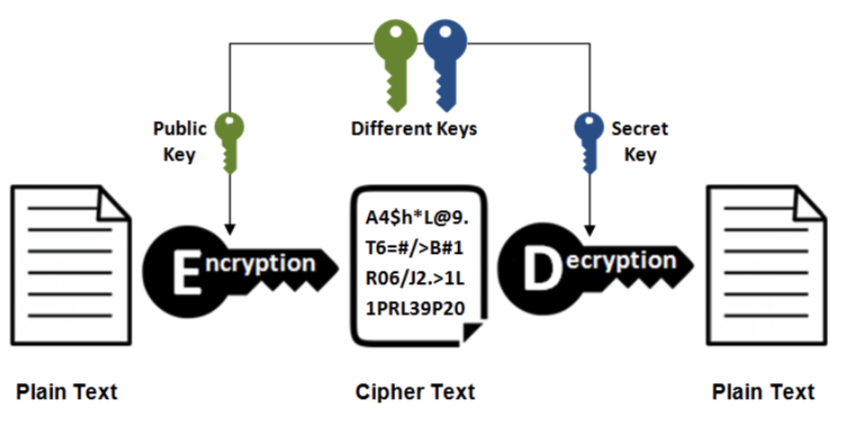 Public
Key
Different Keys
Secret
Key
Encryption
A4$h*L@9.
T6=#/>B#1
R06/J2.>1L
1PRL39P20
Decryption
Plain Text
Cipher Text
Plain Text